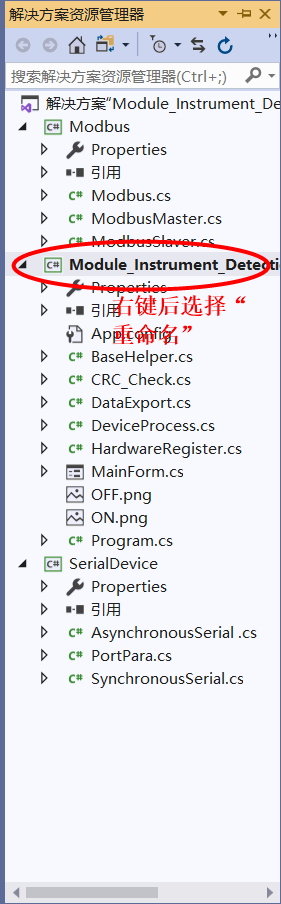 解决方案资源管理器
搜索解决方案资源管理器(Ctrl+;)
解决方案"Module_Instrument_De
Modbus
Properties
引用
Modbus.cs
ModbusMaster.cs
ModbusSlaver.cs
Module_Instrument_Detecti
Properties
右键后选择“
引用
重命名”
App.config
BaseHelper.cs
CRC_Check.cs
DataExport.cs
DeviceProcess.cs
HardwareRegister.cs
MainForm.cs
OFF.png
ON.png
Program.cs
SerialDevice
Properties
引用
AsynchronousSerial .cs
PortPara.cs
SynchronousSerial.cs